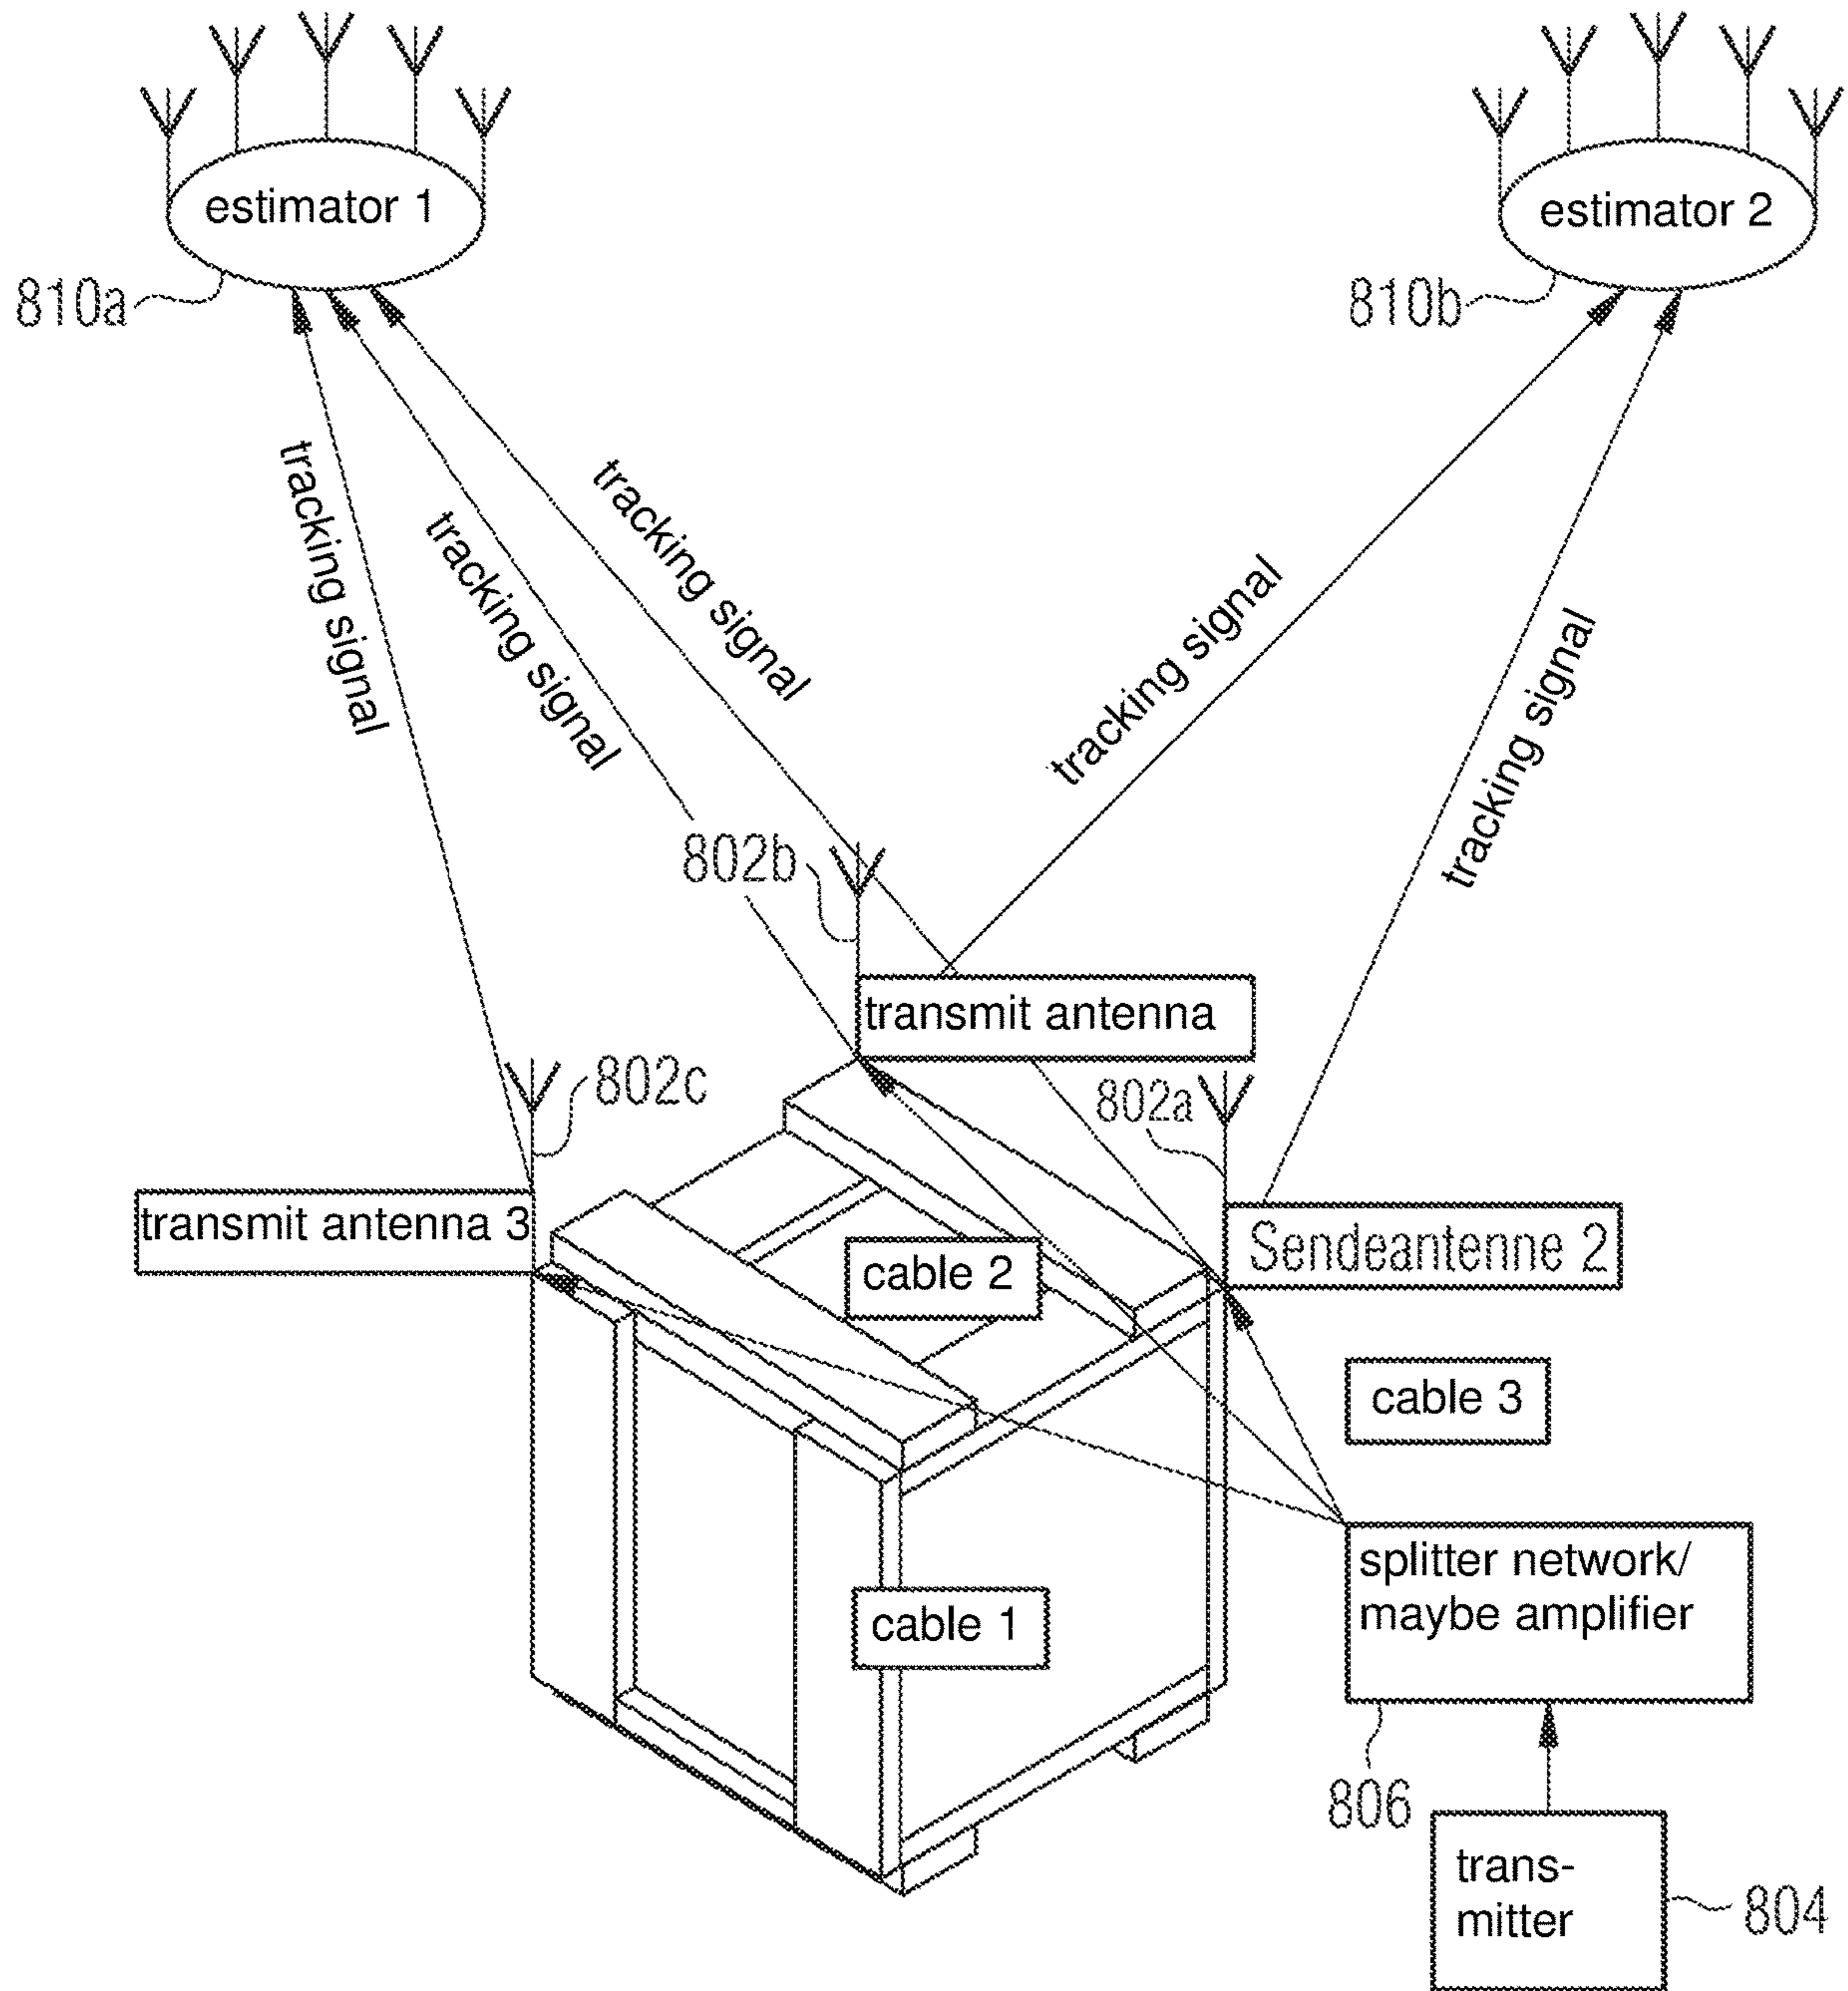 estimator 1
estimator 2
810a
810b
tracking signal
tracking signal
tracking signal
tracking signal
tracking signal
802b
transmit antenna
802c
802a
transmit antenna 3
Sendeantenne 2
cable 2
cable 3
splitter network/
maybe amplifier
cable 1
806
trans-
mitter
804